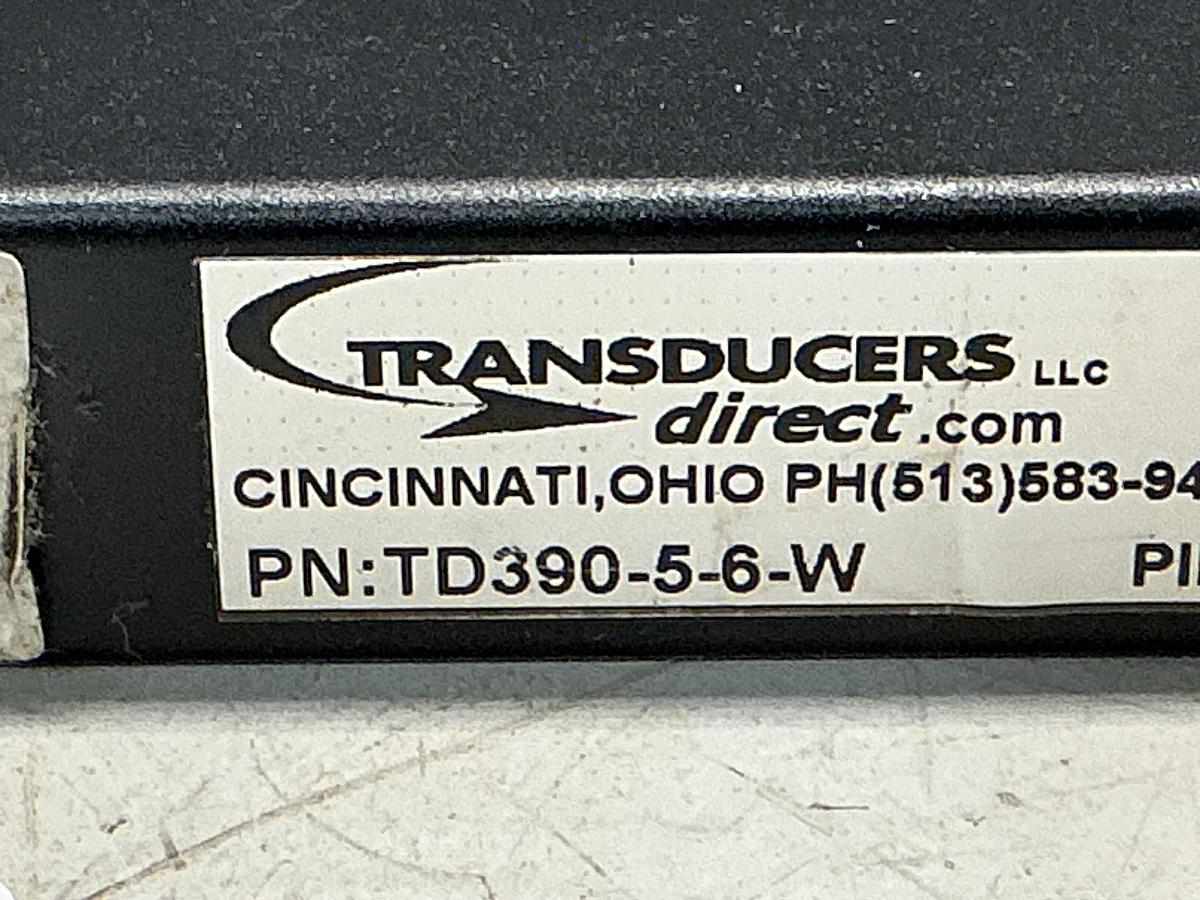 TRANSDUCERS LLC
direct.com
CINCINNATI,OHIO PH(513)583-94
PN:TD390-5-6-W